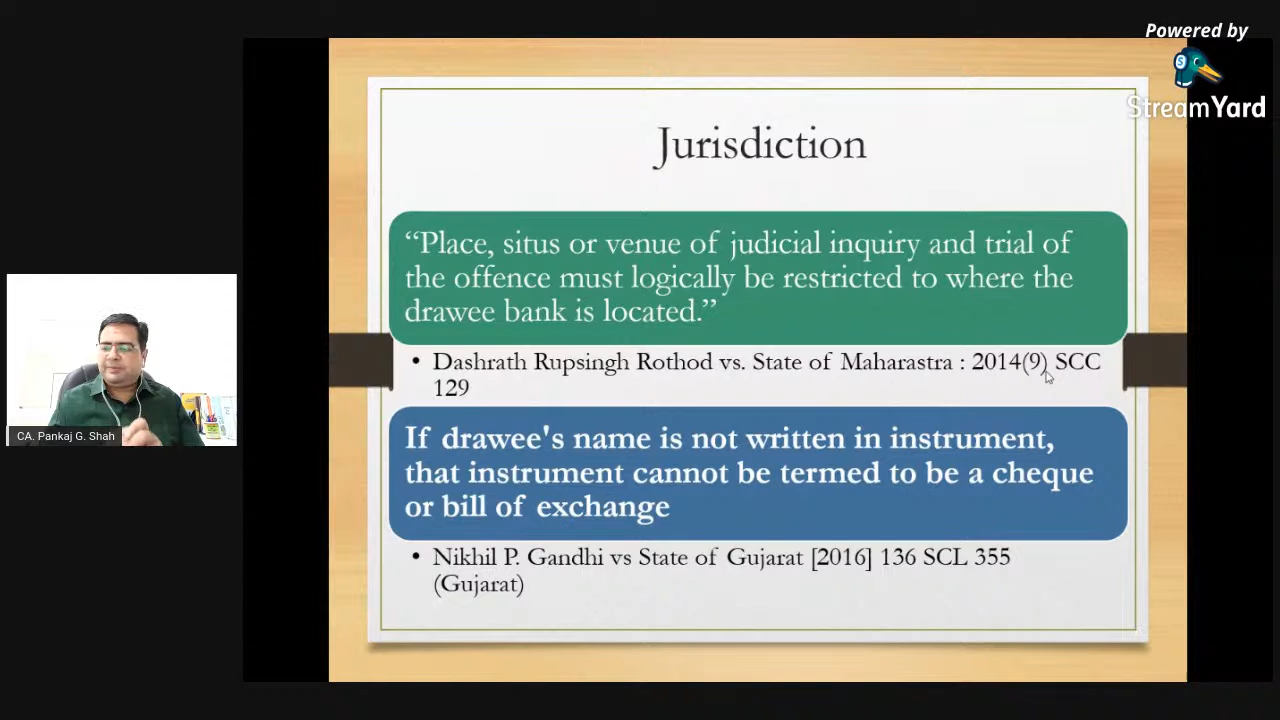 Powered by
StreamYard
Jurisdiction
“Place, situs or venue of judicial inquiry and trial of
the offence must logically be restricted to where the
drawee bank is located.”
• Dashrath Rupsingh Rothod vs. State of Maharastra : 2014(9) SCC
129
If drawee's name is not written in instrument,
that instrument cannot be termed to be a cheque
or bill of exchange
• Nikhil P. Gandhi vs State of Gujarat [2016] 136 SCL 355
(Gujarat)
CA. Pankaj G. Shah